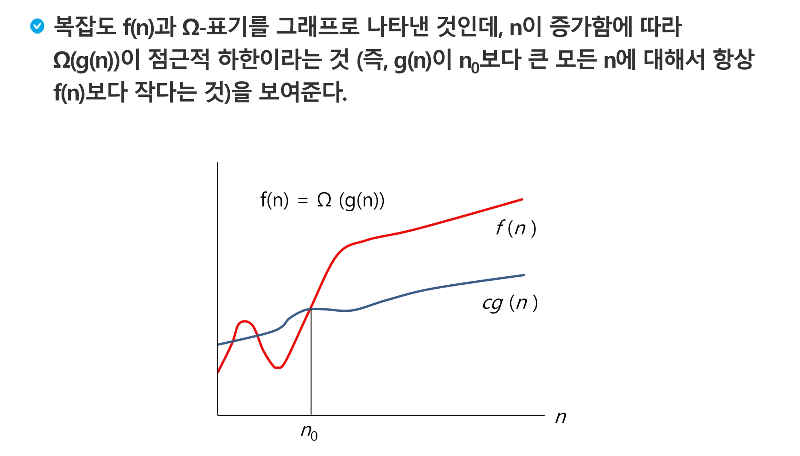 복잡도 f(n)과 Ω-표기를 그래프로 나타낸 것인데, n이 증가함에 따라
Ω(g(n))이 점근적 하한이라는 것 (즉, g(n)이 n₀보다 큰 모든 n에 대해서 항상
f(n)보다 작다는 것)을 보여준다.
f(n) = Ω (g(n))
f (n )
cg (n )
n
n₀